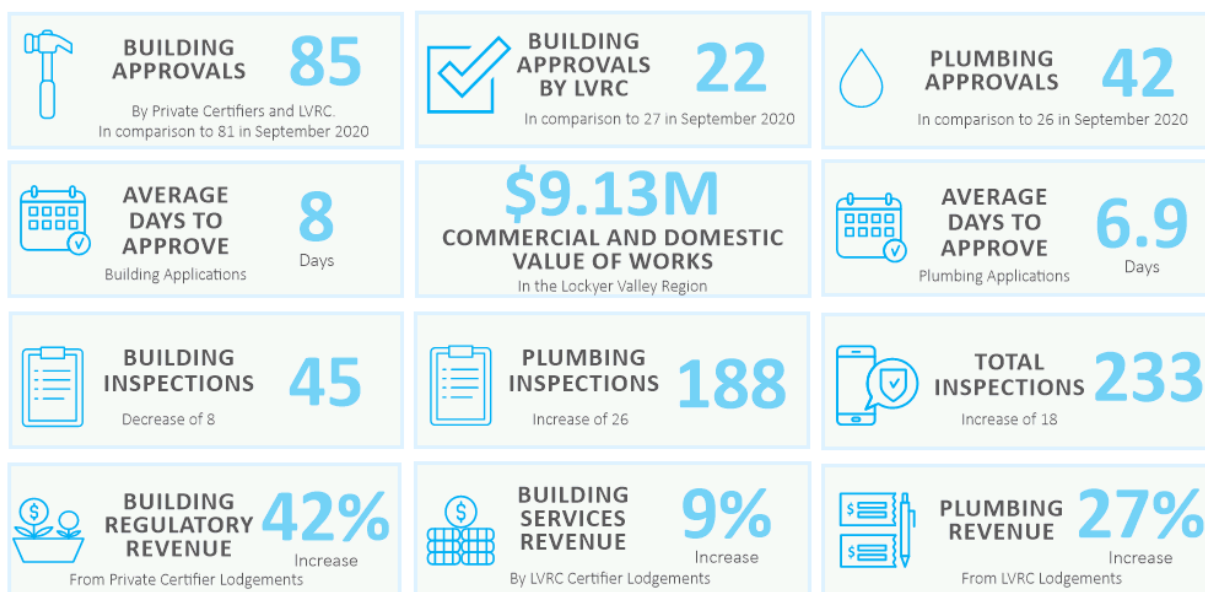 BUILDING
APPROVALS
85
By Private Certifiers and LVRC.
In comparison to 81 in September 2020
BUILDING
APPROVALS
BY LVRC
22
In comparison to 27 in September 2020
PLUMBING
APPROVALS
42
In comparison to 26 in September 2020
AVERAGE
DAYS TO
APPROVE
Building Applications
8
Days
$9.13M
COMMERCIAL AND DOMESTIC
VALUE OF WORKS
In the Lockyer Valley Region
AVERAGE
DAYS TO
APPROVE
Plumbing Applications
6.9
Days
BUILDING
INSPECTIONS
45
Decrease of 8
PLUMBING
INSPECTIONS
188
Increase of 26
TOTAL
INSPECTIONS
233
Increase of 18
$
BUILDING
REGULATORY
REVENUE
42%
Increase
From Private Certifier Lodgements
$
BUILDING
SERVICES
REVENUE
9%
Increase
By LVRC Certifier Lodgements
$
$
PLUMBING
REVENUE
27%
Increase
From LVRC Lodgements